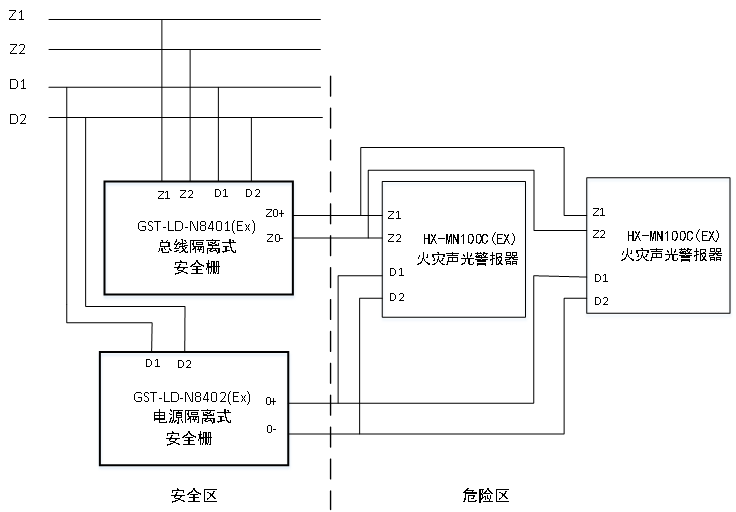 Z1
Z2
D1
D2
Z1 Z2 D1 D2
Z0+
Z0-
GST-LD-N8401(Ex)
总线隔离式
安全栅
Z1
Z2
D1
D2
HX-MN100C(EX)
火灾声光警报器
Z1
Z2
D1
D2
HX-MN100C(EX)
火灾声光警报器
D1 D2
GST-LD-N8402(Ex)
电源隔离式
安全栅
0+
0-
安全区
危险区